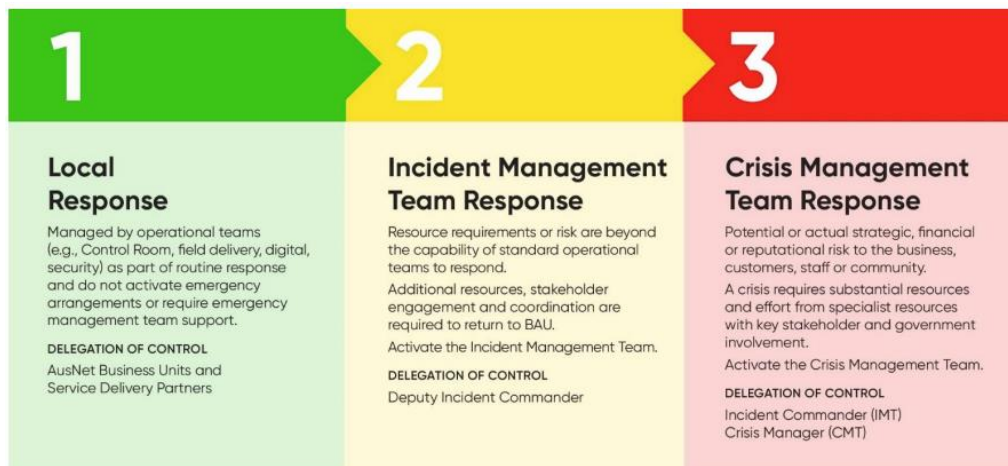 1
Local
Response
Managed by operational teams
(e.g., Control Room, field delivery, digital,
security) as part of routine response
and do not activate emergency
arrangements or require emergency
management team support.
DELEGATION OF CONTROL
AusNet Business Units and
Service Delivery Partners
2
Incident Management
Team Response
Resource requirements or risk are beyond
the capability of standard operational
teams to respond.
Additional resources, stakeholder
engagement and coordination are
required to return to BAU.
Activate the Incident Management Team.
DELEGATION OF CONTROL
Deputy Incident Commander
3
Crisis Management
Team Response
Potential or actual strategic, financial
or reputational risk to the business,
customers, staff or community.
A crisis requires substantial resources
and effort from specialist resources
with key stakeholder and government
involvement.
Activate the Crisis Management Team.
DELEGATION OF CONTROL
Incident Commander (IMT)
Crisis Manager (CMT)